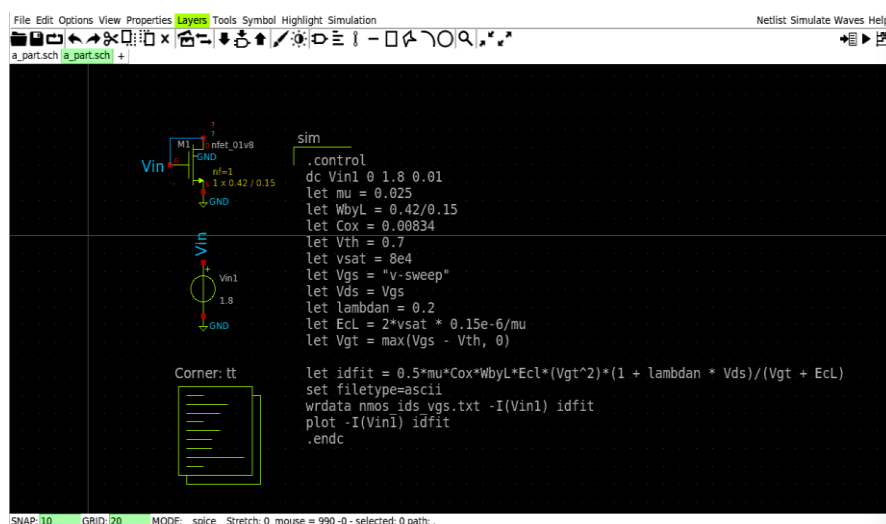 File Edit Options View Properties Layers Tools Symbol Highlight Simulation Netlist Simulate Waves Help
a_part.sch a_part.sch +
?
?
M1 nfet_01v8
GND
Vin
nf=1
1 x 0.42 / 0.15
GND
Vin
Vin1
1.8
GND
Corner: tt
sim
.control
dc Vin1 0 1.8 0.01
let mu = 0.025
let WbyL = 0.42/0.15
let Cox = 0.00834
let Vth = 0.7
let vsat = 8e4
let Vgs = "v-sweep"
let Vds = Vgs
let lambdan = 0.2
let EcL = 2*vsat * 0.15e-6/mu
let Vgt = max(Vgs - Vth, 0)
let idfit = 0.5*mu*Cox*WbyL*Ecl*(Vgt^2)*(1 + lambdan * Vds)/(Vgt + EcL)
set filetype=ascii
wrdata nmos_ids_vgs.txt -I(Vin1) idfit
plot -I(Vin1) idfit
.endc
SNAP: 10 GRID: 20 MODE: spice Stretch: 0 mouse = 990 -0 - selected: 0 path: .